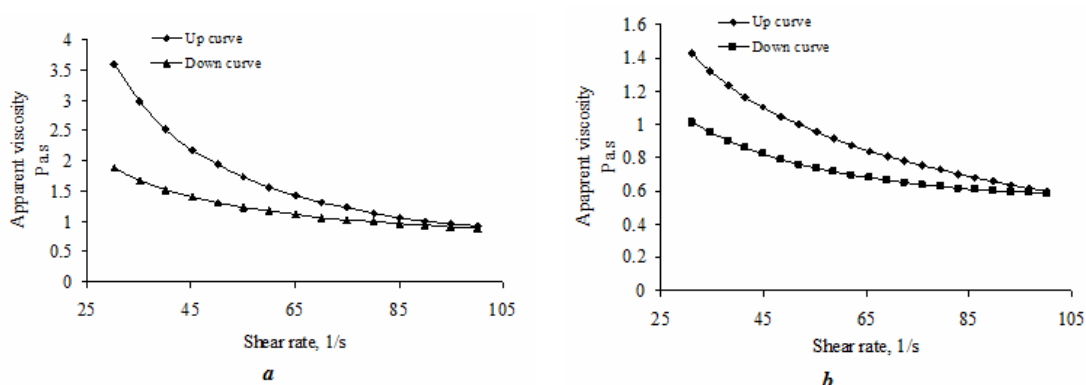 Up curve
Down curve
4
3.5
3
2.5
2
1.5
1
0.5
0
Apparent viscosity
Pa.s
25 45 65 85 105
Shear rate, 1/s
a
Up curve
Down curve
1.6
1.4
1.2
1
0.8
0.6
0.4
0.2
0
Apaprent viscosity
Pa.s
25 45 65 85 105
Shear rate, 1/s
b